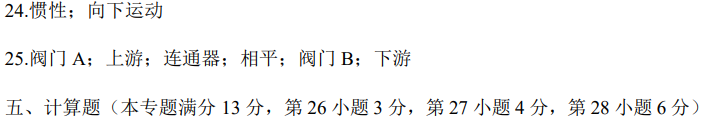 24.惯性；向下运动
25.阀门 A；上游；连通器；相平；阀门 B；下游
五、计算题（本专题满分 13 分，第 26 小题 3 分，第 27 小题 4 分，第 28 小题 6 分）